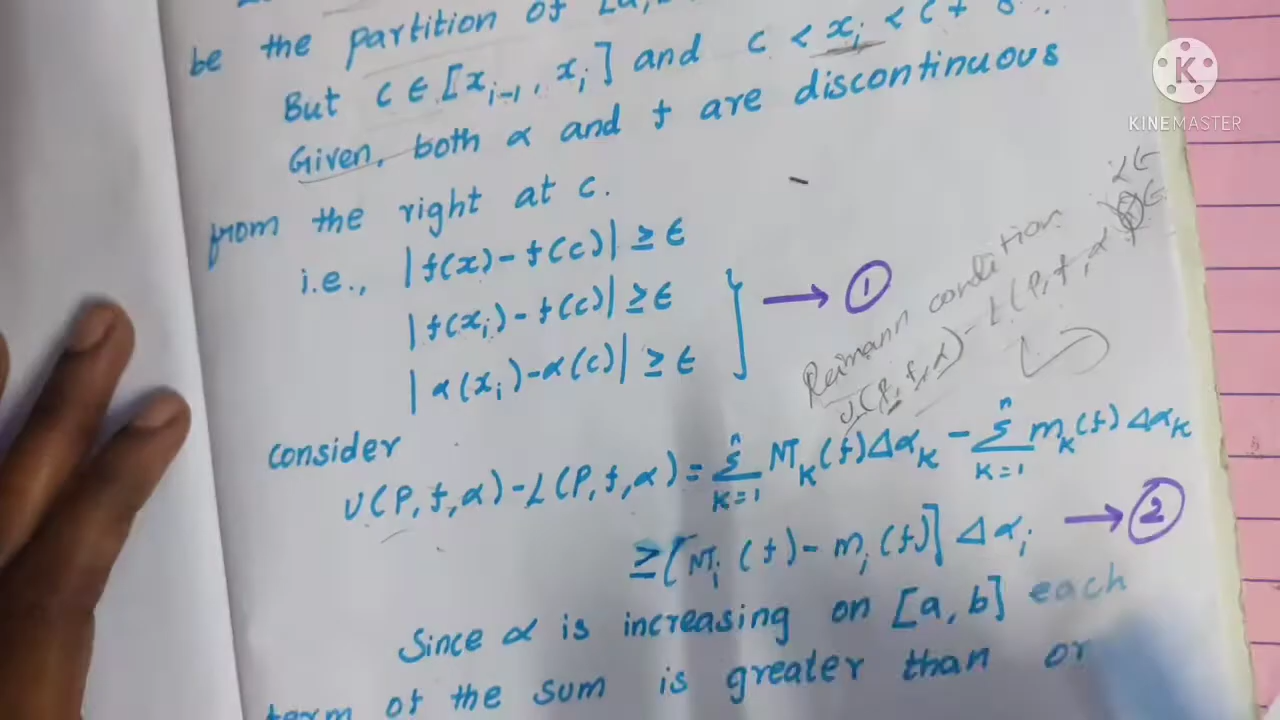 be the partition of [a,
But c ∈ [x_{i-1}, x_i] and c < x_i < c + δ
Given, both α and f are discontinuous
from the right at c.
i.e., |f(x) - f(c)| ≥ ϵ
|f(x_i) - f(c)| ≥ ϵ
|α(x_i) - α(c)| ≥ ϵ
→ ①
Reimann condition
U(P, f, α) - L(P, f, α
< ϵ
consider
U(P, f, α) - L(P, f, α) = Σ_{K=1}^{n} M_K(f) Δα_K - Σ_{K=1}^{n} m_K(f) Δα_K
≥ [M_i(f) - m_i(f)] Δα_i → ②
Since α is increasing on [a, b] each
term of the sum is greater than or
K
KINEMASTER